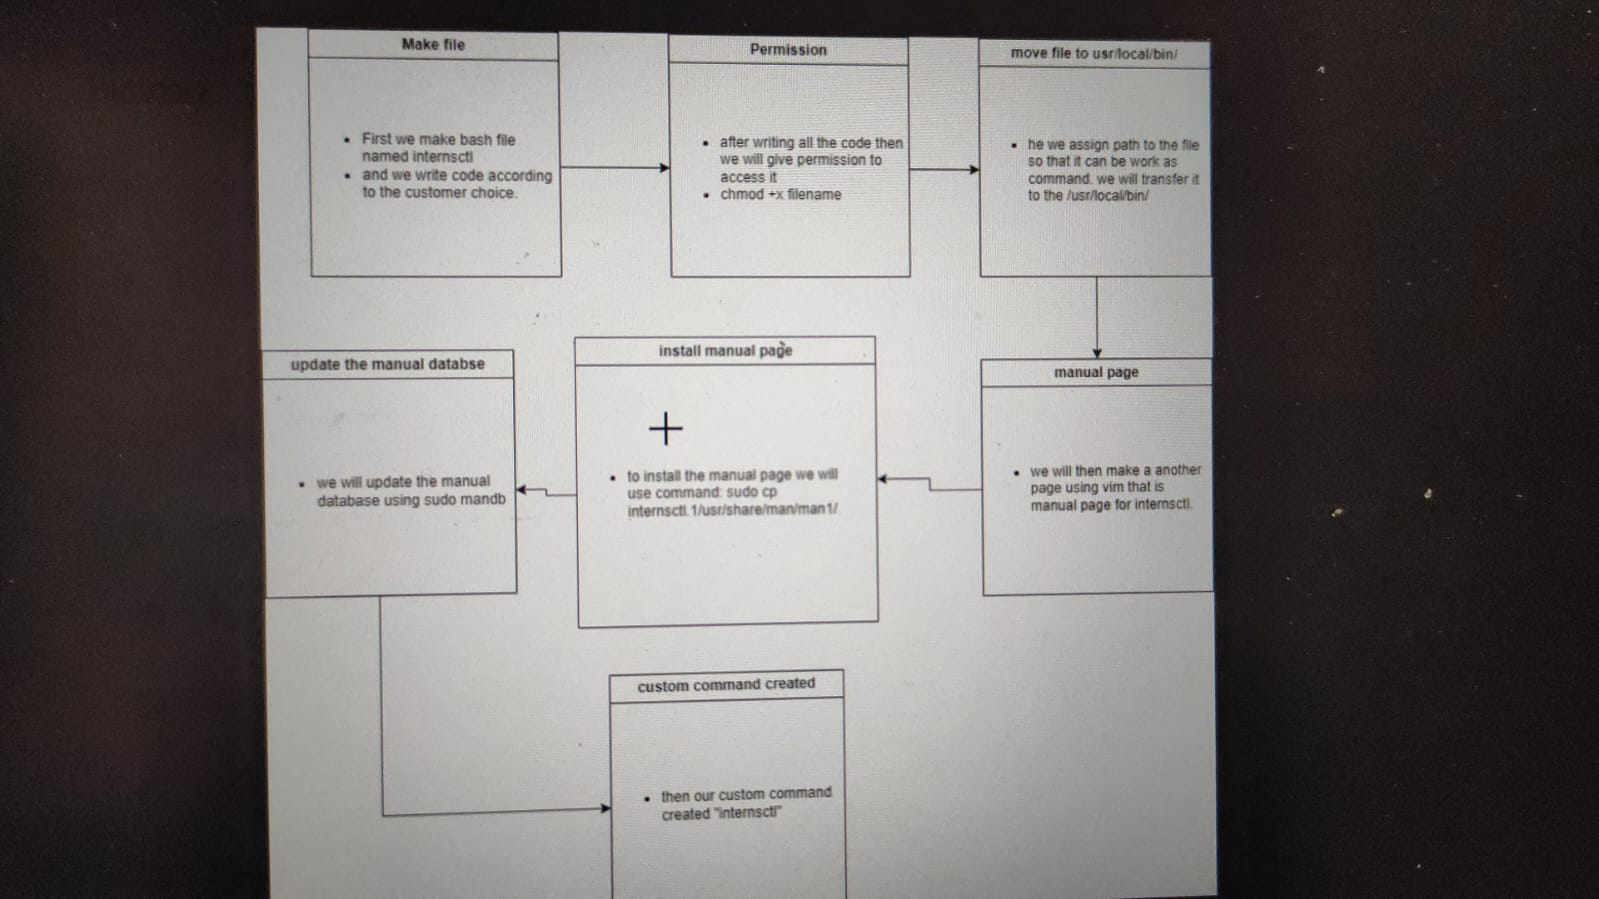 Make file
• First we make bash file
named internsctl
• and we write code according
to the customer choice.
Permission
• after writing all the code then
we will give permission to
access it
• chmod +x filename
move file to usr/local/bin/
• he we assign path to the file
so that it can be work as
command. we will transfer it
to the /usr/local/bin/
manual page
• we will then make a another
page using vim that is
manual page for internsctl.
install manual page
• to install the manual page we will
use command: sudo cp
internsctl.1/usr/share/man/man1/
update the manual databse
• we will update the manual
database using sudo mandb
custom command created
• then our custom command
created "internsctl"